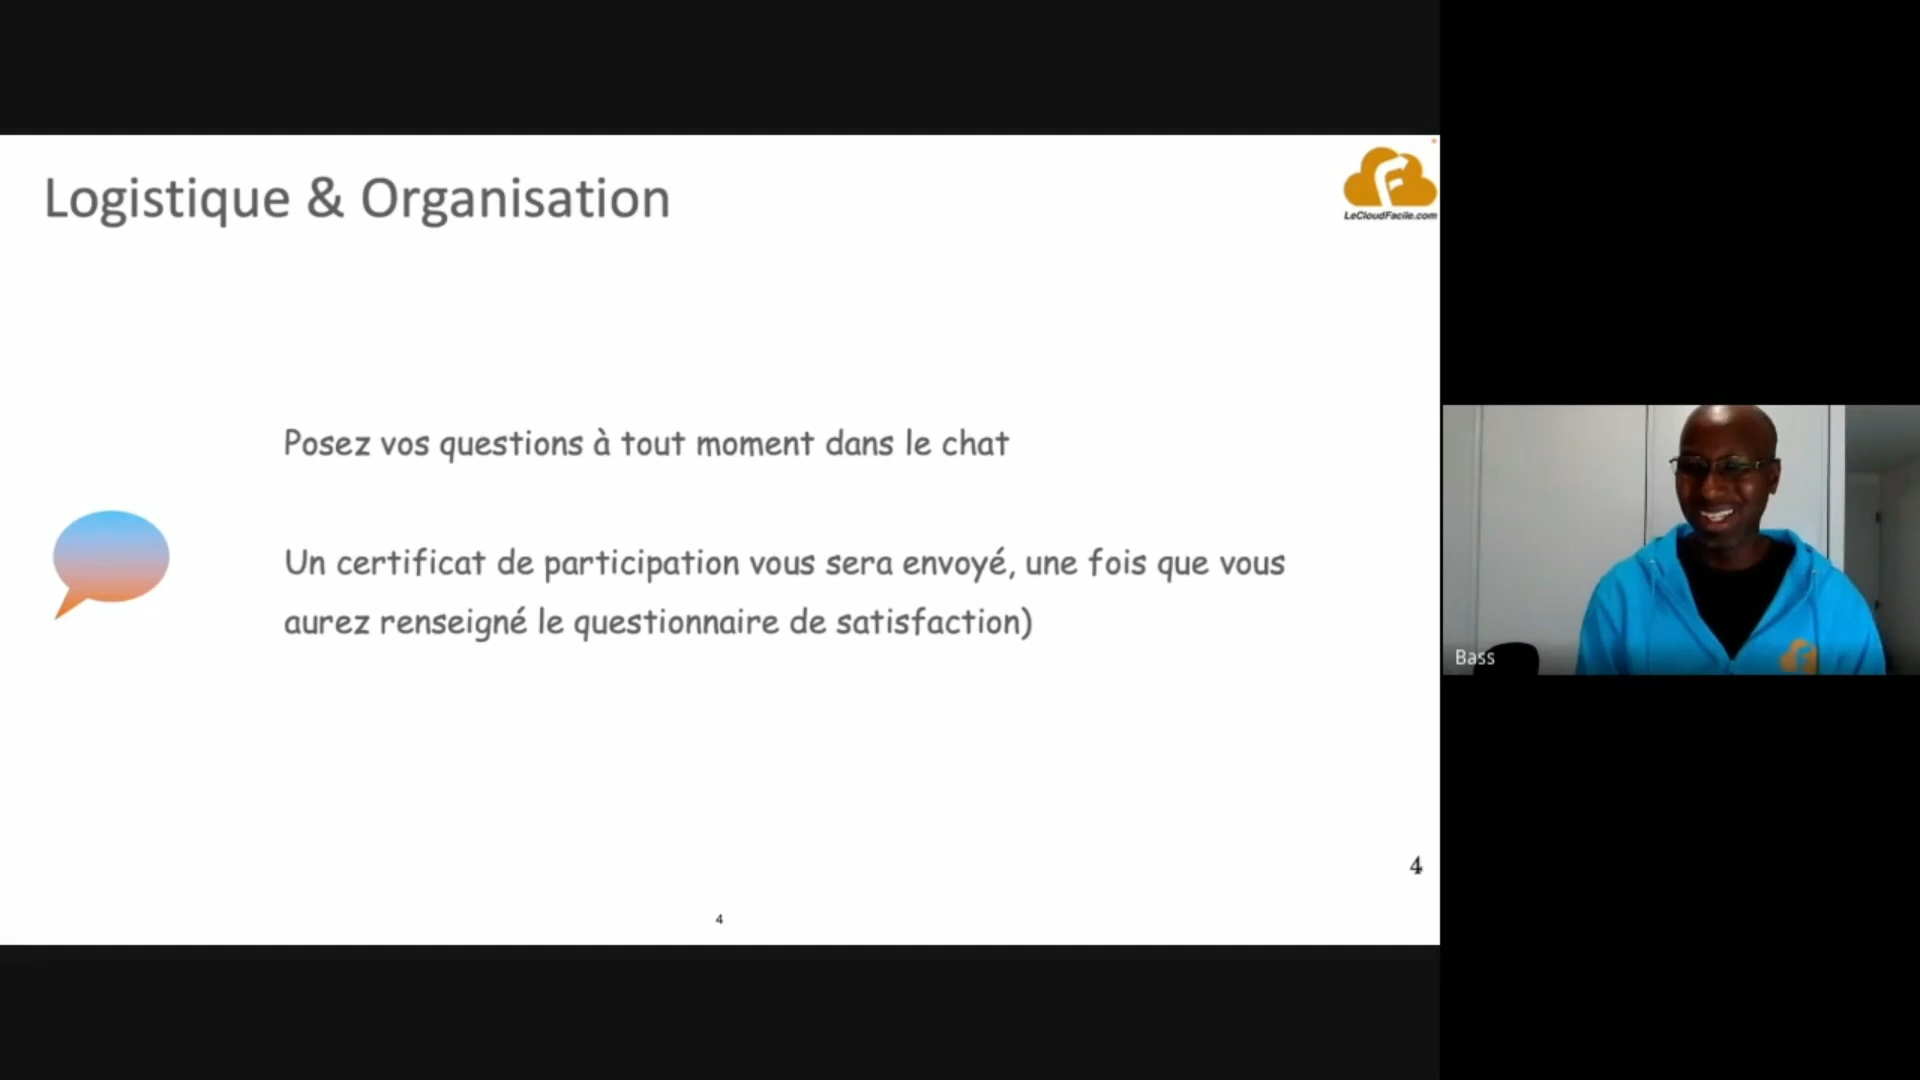 Logistique & Organisation
LeCloudFacile.com
Posez vos questions à tout moment dans le chat
Un certificat de participation vous sera envoyé, une fois que vous
aurez renseigné le questionnaire de satisfaction)
Bass
4
4